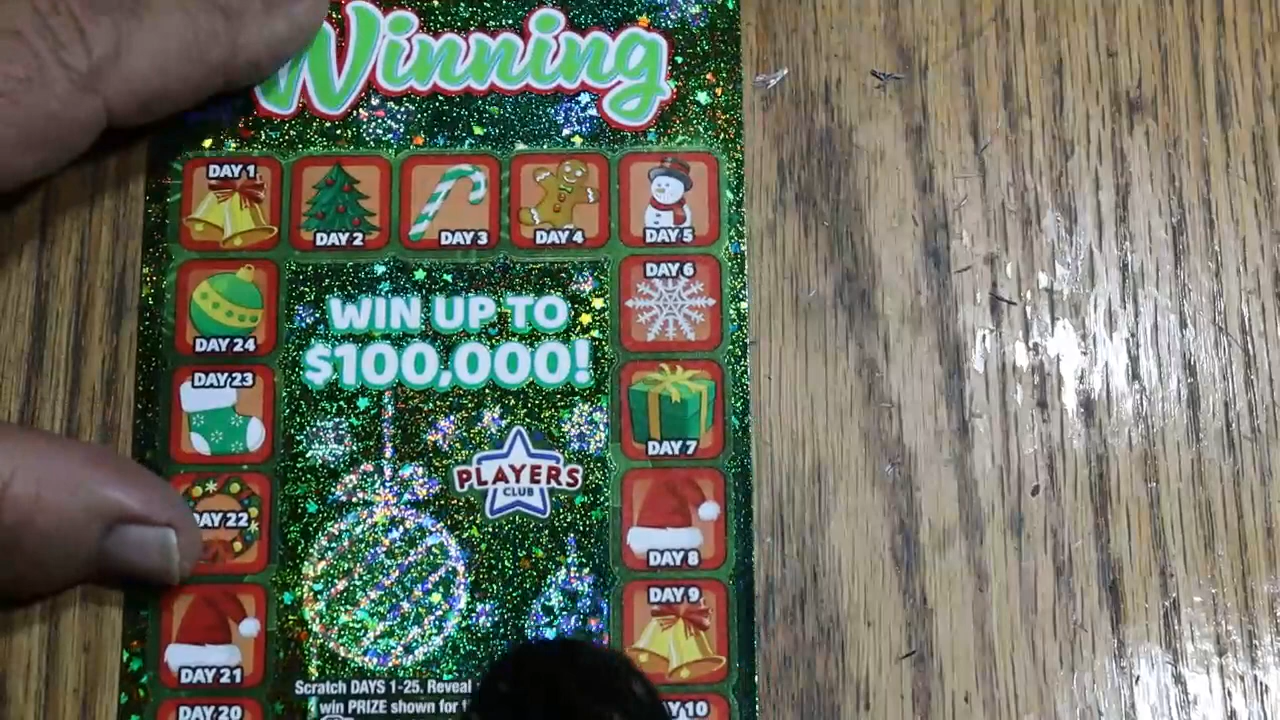 Winning
DAY 1
DAY 2
DAY 3
DAY 4
DAY 5
DAY 24
DAY 6
WIN UP TO
$100,000!
DAY 23
DAY 7
PLAYERS
CLUB
DAY 22
DAY 8
DAY 21
DAY 9
Scratch DAYS 1-25. Reveal
win PRIZE shown for
DAY 20
DAY 10